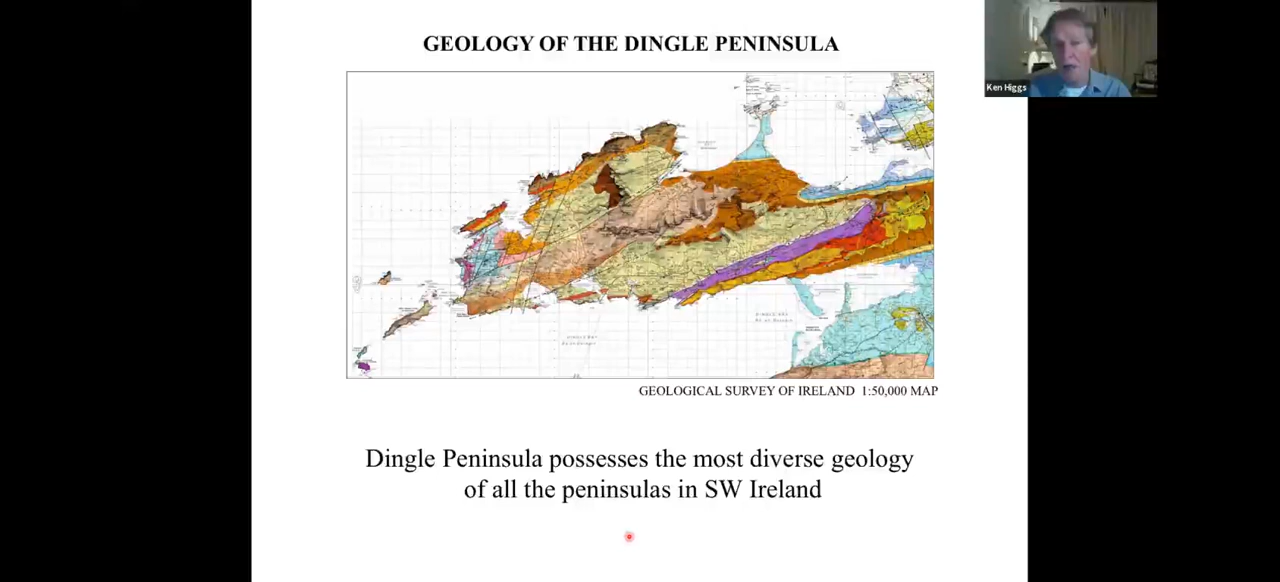 GEOLOGY OF THE DINGLE PENINSULA
Ken Higgs
GEOLOGICAL SURVEY OF IRELAND 1:50,000 MAP
Dingle Peninsula possesses the most diverse geology
of all the peninsulas in SW Ireland